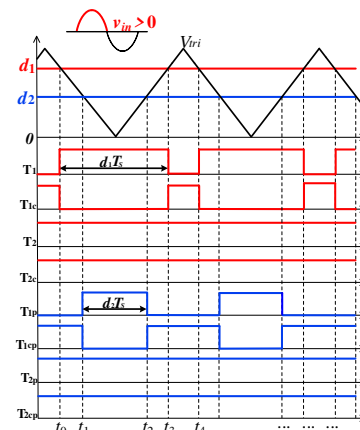 v_in>0
V_tri
d1
d2
0
T1
d1Ts
T1c
T2
T2c
T1p
d2Ts
T1cp
T2p
T2cp
t0 t1 t2 t3 t4 ... ... ...